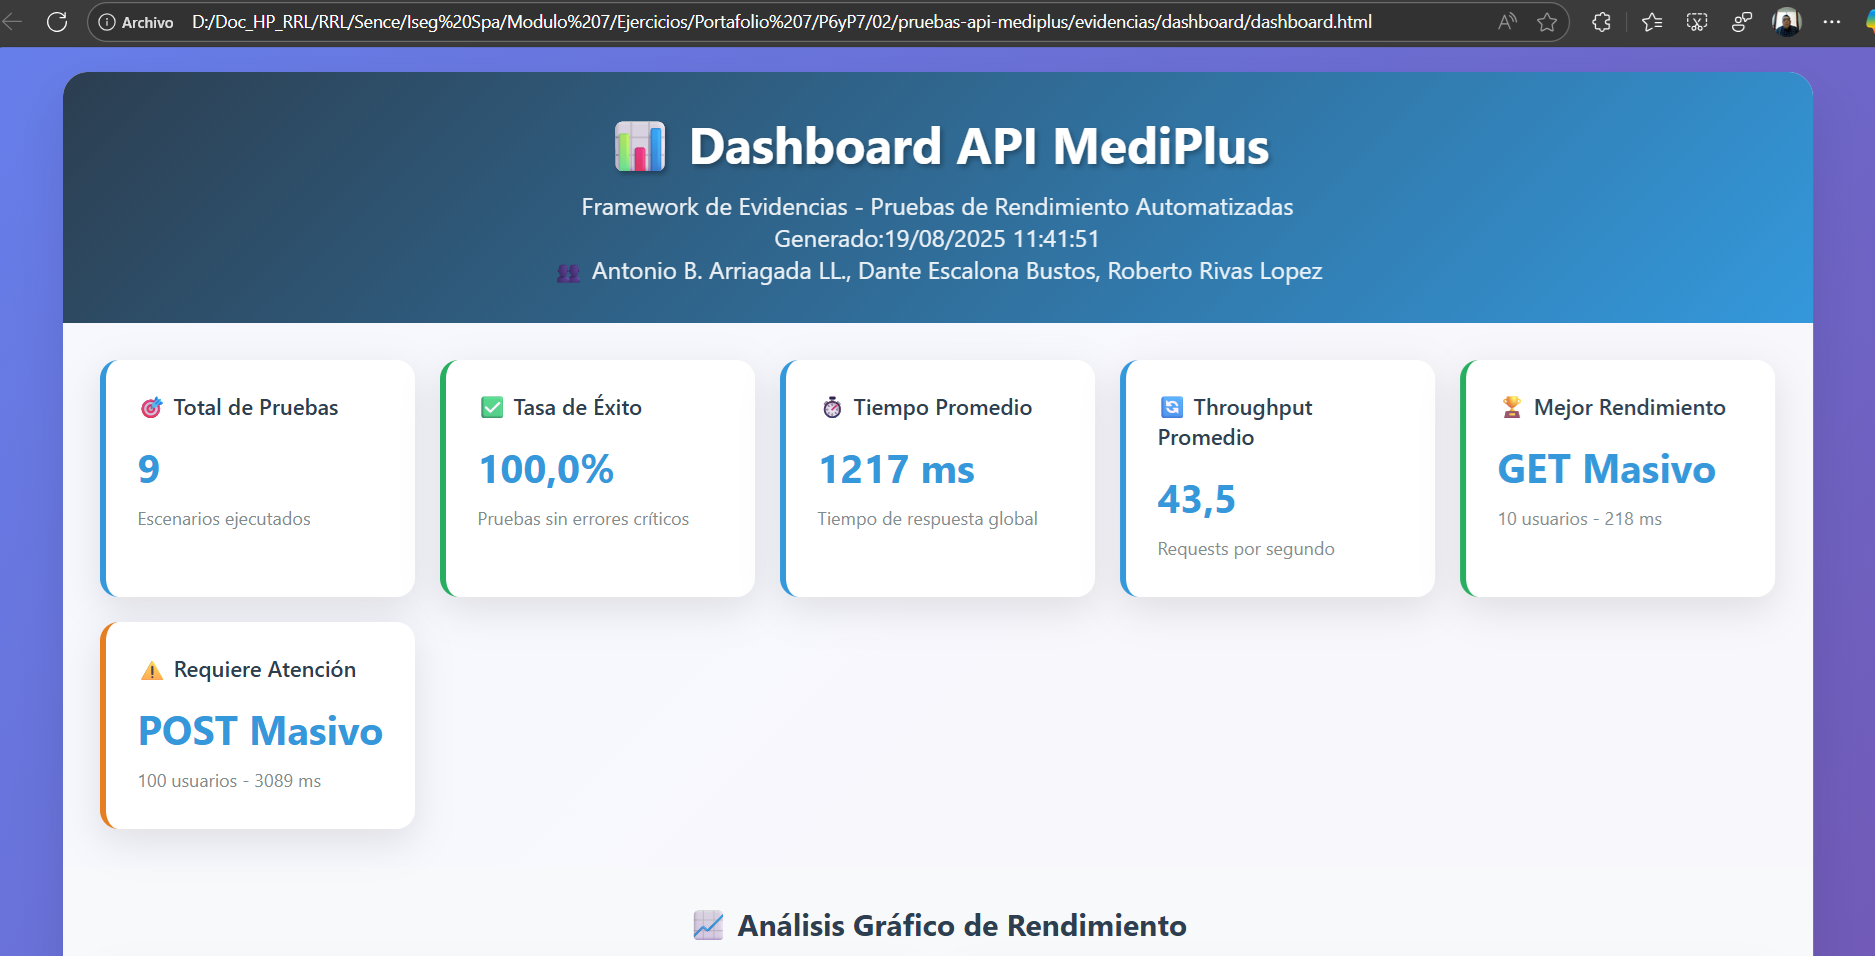 Archivo D:/Doc_HP_RRL/RRL/Sence/Iseg%20Spa/Modulo%207/Ejercicios/Portafolio%207/P6yP7/02/pruebas-api-mediplus/evidencias/dashboard/dashboard.html
Dashboard API MediPlus
Framework de Evidencias - Pruebas de Rendimiento Automatizadas
Generado:19/08/2025 11:41:51
Antonio B. Arriagada LL., Dante Escalona Bustos, Roberto Rivas Lopez
Total de Pruebas
9
Escenarios ejecutados
Tasa de Éxito
100,0%
Pruebas sin errores críticos
Tiempo Promedio
1217 ms
Tiempo de respuesta global
Throughput
Promedio
43,5
Requests por segundo
Mejor Rendimiento
GET Masivo
10 usuarios - 218 ms
Requiere Atención
POST Masivo
100 usuarios - 3089 ms
Análisis Gráfico de Rendimiento